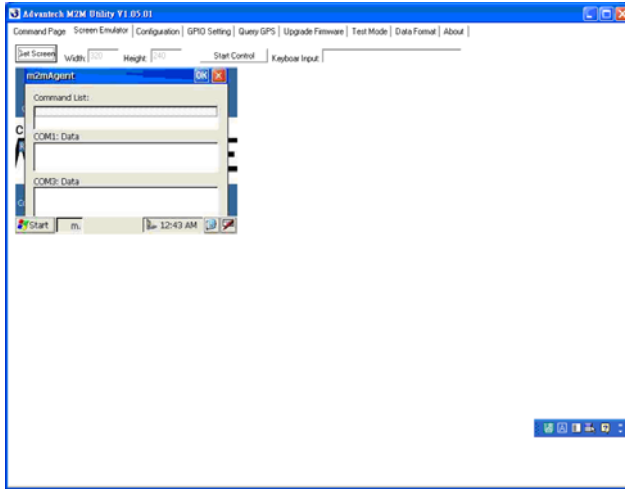 Advantech M2M Utility V1.05.01
Command Page Screen Emulator Configuration GPIO Setting Query GPS Upgrade Firmware Test Mode Data Format About
Get Screen Width: 320 Height: 240 Start Control Keyboar Input:
m2mAgent OK
Command List:
C
COM1: Data
E
COM3: Data
Start m. 12:43 AM